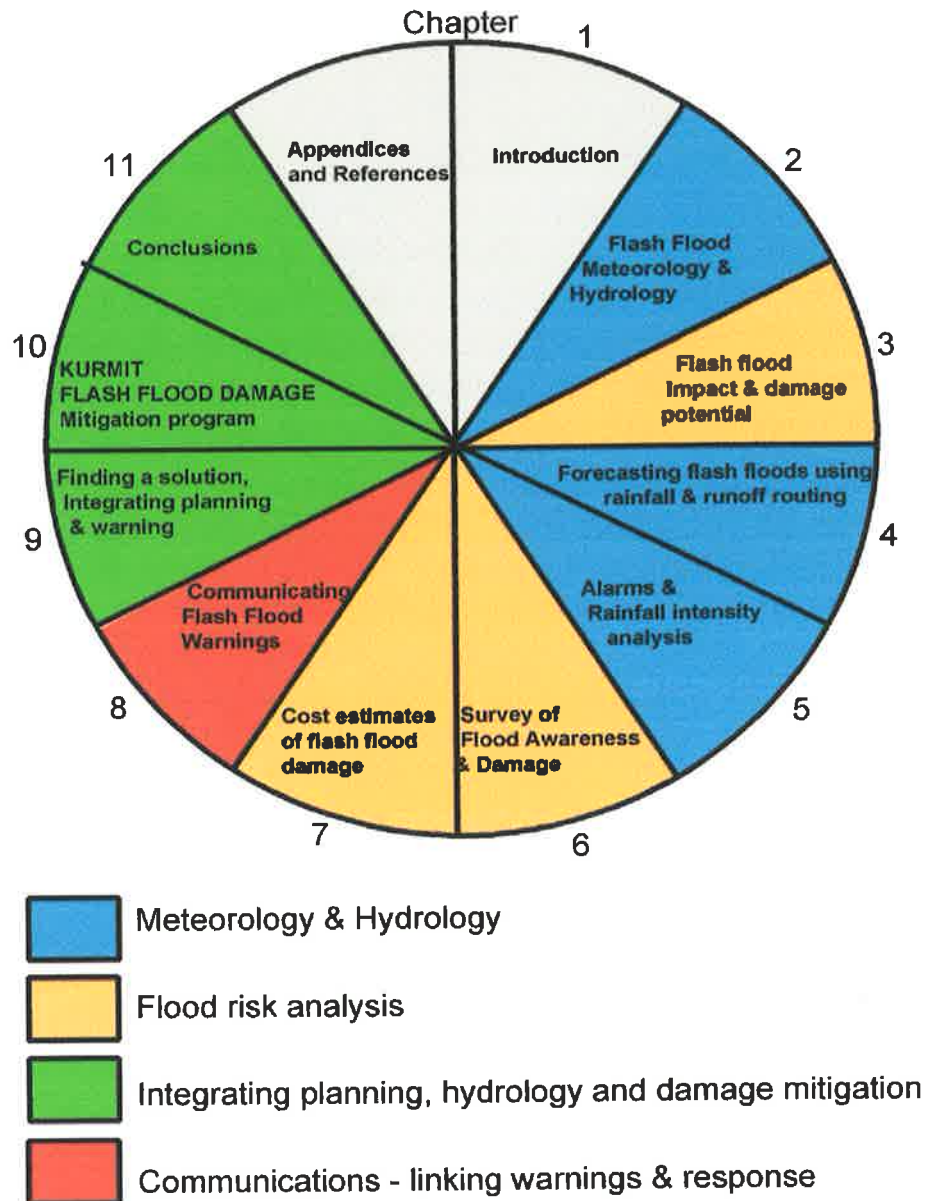 Chapter
1
Introduction
2
Flash Flood
Meteorology &
Hydrology
3
Flash flood
Impact & damage
potential
4
Forecasting flash floods using
rainfall & runoff routing
5
Alarms &
Rainfall intensity
analysis
6
Survey of
Flood Awareness
& Damage
7
Cost estimates
of flash flood
damage
8
Communicating
Flash Flood
Warnings
9
Finding a solution,
Integrating planning
& warning
10
KURMIT
FLASH FLOOD DAMAGE
Mitigation program
11
Conclusions
Appendices
and References
Meteorology & Hydrology
Flood risk analysis
Integrating planning, hydrology and damage mitigation
Communications - linking warnings & response